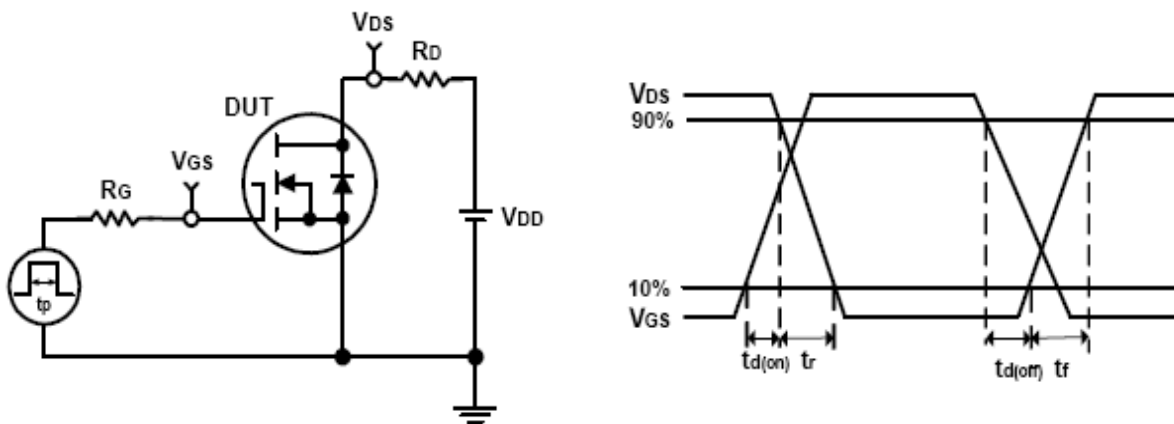 VDS
RD
DUT
VGS
RG
VDD
tp
VDS
90%
10%
VGS
td(on) tr
td(off) tf